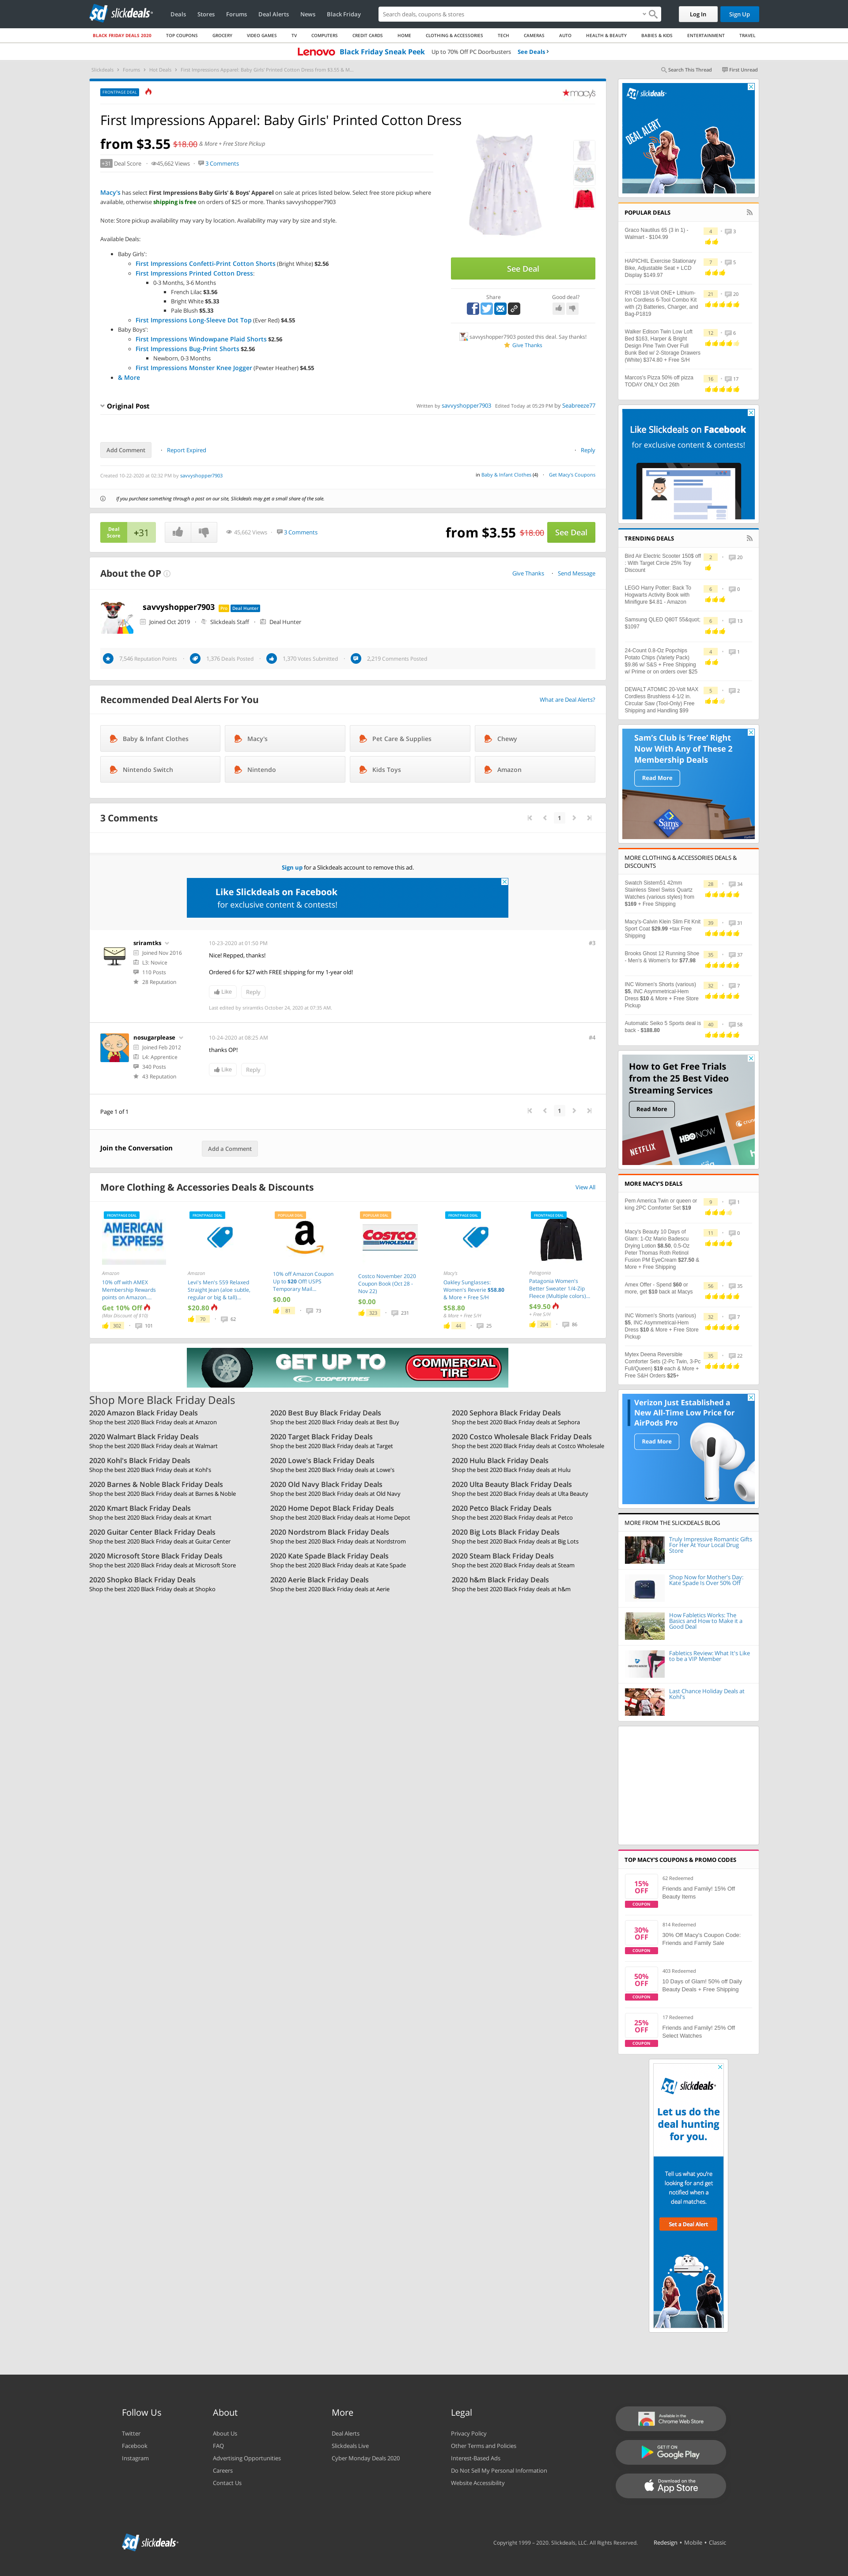 slickdeals
Deals Stores Forums Deal Alerts News Black Friday
Search deals, coupons & stores
Log In Sign Up
BLACK FRIDAY DEALS 2020 TOP COUPONS GROCERY VIDEO GAMES TV COMPUTERS CREDIT CARDS HOME CLOTHING & ACCESSORIES TECH CAMERAS AUTO HEALTH & BEAUTY BABIES & KIDS ENTERTAINMENT TRAVEL
Lenovo Black Friday Sneak Peek Up to 70% Off PC Doorbusters See Deals
Slickdeals Forums Hot Deals First Impressions Apparel: Baby Girls' Printed Cotton Dress from $3.55 & M...
Search This Thread First Unread
FRONTPAGE DEAL
macy's
First Impressions Apparel: Baby Girls' Printed Cotton Dress
from $3.55 $18.00 & More + Free Store Pickup
+31 Deal Score 45,662 Views 3 Comments
Macy's has select First Impressions Baby Girls' & Boys' Apparel on sale at prices listed below. Select free store pickup where
available, otherwise shipping is free on orders of $25 or more. Thanks savvyshopper7903
Note: Store pickup availability may vary by location. Availability may vary by size and style.
Available Deals:
Baby Girls':
First Impressions Confetti-Print Cotton Shorts (Bright White) $2.56
First Impressions Printed Cotton Dress:
0-3 Months, 3-6 Months
French Lilac $3.56
Bright White $5.33
Pale Blush $5.33
First Impressions Long-Sleeve Dot Top (Ever Red) $4.55
Baby Boys':
First Impressions Windowpane Plaid Shorts $2.56
First Impressions Bug-Print Shorts $2.56
Newborn, 0-3 Months
First Impressions Monster Knee Jogger (Pewter Heather) $4.55
& More
See Deal
Share Good deal?
savvyshopper7903 posted this deal. Say thanks!
Give Thanks
Original Post
Written by savvyshopper7903 Edited Today at 05:29 PM by Seabreeze77
Add Comment Report Expired Reply
Created 10-22-2020 at 02:32 PM by savvyshopper7903
in Baby & Infant Clothes (4) Get Macy's Coupons
If you purchase something through a post on our site, Slickdeals may get a small share of the sale.
Deal Score +31
45,662 Views 3 Comments
from $3.55 $18.00 See Deal
About the OP
Give Thanks Send Message
savvyshopper7903 Pro Deal Hunter
Joined Oct 2019 Slickdeals Staff Deal Hunter
7,546 Reputation Points 1,376 Deals Posted 1,370 Votes Submitted 2,219 Comments Posted
Recommended Deal Alerts For You
What are Deal Alerts?
Baby & Infant Clothes Macy's Pet Care & Supplies Chewy
Nintendo Switch Nintendo Kids Toys Amazon
3 Comments
1
Sign up for a Slickdeals account to remove this ad.
Like Slickdeals on Facebook
for exclusive content & contests!
sriramtks
Joined Nov 2016
L3: Novice
110 Posts
28 Reputation
10-23-2020 at 01:50 PM #3
Nice! Repped, thanks!
Ordered 6 for $27 with FREE shipping for my 1-year old!
Like Reply
Last edited by sriramtks October 24, 2020 at 07:35 AM
nosugarplease
Joined Feb 2012
L4: Apprentice
340 Posts
43 Reputation
10-24-2020 at 08:25 AM #4
thanks OP!
Like Reply
Page 1 of 1
1
Join the Conversation Add a Comment
More Clothing & Accessories Deals & Discounts
View All
FRONTPAGE DEAL
AMERICAN EXPRESS
Amazon
10% off with AMEX
Membership Rewards
points on Amazon....
Get 10% Off
(Max Discount of $10)
302 101
FRONTPAGE DEAL
Amazon
Levi's Men's 559 Relaxed
Straight Jean (aloe subtle,
regular or big & tall)...
$20.80
70 62
POPULAR DEAL
10% off Amazon Coupon
Up to $20 Off! USPS
Temporary Mail...
$0.00
81 73
POPULAR DEAL
COSTCO WHOLESALE
Costco November 2020
Coupon Book (Oct 28 -
Nov 22)
$0.00
323 231
FRONTPAGE DEAL
Macy's
Oakley Sunglasses:
Women's Reverie $58.80
& More + Free S/H
$58.80
& More + Free S/H
44 25
FRONTPAGE DEAL
Patagonia
Patagonia Women's
Better Sweater 1/4-Zip
Fleece (Multiple colors)...
$49.50
+ Free S/H
204 86
GET UP TO
COOPERTIRES
COMMERCIAL TIRE
Shop More Black Friday Deals
2020 Amazon Black Friday Deals
Shop the best 2020 Black Friday deals at Amazon
2020 Best Buy Black Friday Deals
Shop the best 2020 Black Friday deals at Best Buy
2020 Sephora Black Friday Deals
Shop the best 2020 Black Friday deals at Sephora
2020 Walmart Black Friday Deals
Shop the best 2020 Black Friday deals at Walmart
2020 Target Black Friday Deals
Shop the best 2020 Black Friday deals at Target
2020 Costco Wholesale Black Friday Deals
Shop the best 2020 Black Friday deals at Costco Wholesale
2020 Kohl's Black Friday Deals
Shop the best 2020 Black Friday deals at Kohl's
2020 Lowe's Black Friday Deals
Shop the best 2020 Black Friday deals at Lowe's
2020 Hulu Black Friday Deals
Shop the best 2020 Black Friday deals at Hulu
2020 Barnes & Noble Black Friday Deals
Shop the best 2020 Black Friday deals at Barnes & Noble
2020 Old Navy Black Friday Deals
Shop the best 2020 Black Friday deals at Old Navy
2020 Ulta Beauty Black Friday Deals
Shop the best 2020 Black Friday deals at Ulta Beauty
2020 Kmart Black Friday Deals
Shop the best 2020 Black Friday deals at Kmart
2020 Home Depot Black Friday Deals
Shop the best 2020 Black Friday deals at Home Depot
2020 Petco Black Friday Deals
Shop the best 2020 Black Friday deals at Petco
2020 Guitar Center Black Friday Deals
Shop the best 2020 Black Friday deals at Guitar Center
2020 Nordstrom Black Friday Deals
Shop the best 2020 Black Friday deals at Nordstrom
2020 Big Lots Black Friday Deals
Shop the best 2020 Black Friday deals at Big Lots
2020 Microsoft Store Black Friday Deals
Shop the best 2020 Black Friday deals at Microsoft Store
2020 Kate Spade Black Friday Deals
Shop the best 2020 Black Friday deals at Kate Spade
2020 Steam Black Friday Deals
Shop the best 2020 Black Friday deals at Steam
2020 Shopko Black Friday Deals
Shop the best 2020 Black Friday deals at Shopko
2020 Aerie Black Friday Deals
Shop the best 2020 Black Friday deals at Aerie
2020 h&m Black Friday Deals
Shop the best 2020 Black Friday deals at h&m
slickdeals
DEAL ALERT
POPULAR DEALS
Graco Nautilus 65 (3 in 1) -
Walmart - $104.99
4 3
HAPICHIL Exercise Stationary
Bike, Adjustable Seat + LCD
Display $149.97
7 5
RYOBI 18-Volt ONE+ Lithium-
Ion Cordless 6-Tool Combo Kit
with (2) Batteries, Charger, and
Bag-P1819
21 20
Walker Edison Twin Low Loft
Bed $163, Harper & Bright
Design Pine Twin Over Full
Bunk Bed w/ 2-Storage Drawers
(White) $374.80 + Free S/H
12 6
Marcos's Pizza 50% off pizza
TODAY ONLY Oct 26th
16 17
Like Slickdeals on Facebook
for exclusive content & contests!
TRENDING DEALS
Bird Air Electric Scooter 150$ off
: With Target Circle 25% Toy
Discount
2 20
LEGO Harry Potter: Back To
Hogwarts Activity Book with
Minifigure $4.81 - Amazon
6 0
Samsung QLED Q80T 55&quot;
$1097
6 13
24-Count 0.8-Oz Popchips
Potato Chips (Variety Pack)
$9.86 w/ S&S + Free Shipping
w/ Prime or on orders over $25
4 1
DEWALT ATOMIC 20-Volt MAX
Cordless Brushless 4-1/2 in.
Circular Saw (Tool-Only) Free
Shipping and Handling $99
5 2
Sam's Club is 'Free' Right
Now With Any of These 2
Membership Deals
Read More
Sam's
MORE CLOTHING & ACCESSORIES DEALS &
DISCOUNTS
Swatch Sistem51 42mm
Stainless Steel Swiss Quartz
Watches (various styles) from
$169 + Free Shipping
28 34
Macy's-Calvin Klein Slim Fit Knit
Sport Coat $29.99 +tax Free
Shipping
39 31
Brooks Ghost 12 Running Shoe
- Men's & Women's for $77.98
35 37
INC Women's Shorts (various)
$5, INC Asymmetrical-Hem
Dress $10 & More + Free Store
Pickup
32 7
Automatic Seiko 5 Sports deal is
back - $188.80
40 58
How to Get Free Trials
from the 25 Best Video
Streaming Services
Read More
NETFLIX
HBO NOW
MORE MACY'S DEALS
Pem America Twin or queen or
king 2PC Comforter Set $19
9 1
Macy's Beauty 10 Days of
Glam: 1-Oz Mario Badescu
Drying Lotion $8.50, 0.5-Oz
Peter Thomas Roth Retinol
Fusion PM EyeCream $27.50 &
More + Free Shipping
11 0
Amex Offer - Spend $60 or
more, get $10 back at Macys
56 35
INC Women's Shorts (various)
$5, INC Asymmetrical-Hem
Dress $10 & More + Free Store
Pickup
32 7
Mytex Deena Reversible
Comforter Sets (2-Pc Twin, 3-Pc
Full/Queen) $19 each & More +
Free S&H Orders $25+
35 22
Verizon Just Established a
New All-Time Low Price for
AirPods Pro
Read More
MORE FROM THE SLICKDEALS BLOG
Truly Impressive Romantic Gifts
For Her At Your Local Drug
Store
Shop Now for Mother's Day:
Kate Spade Is Over 50% Off
How Fabletics Works: The
Basics and How to Make it a
Good Deal
Fabletics Review: What It's Like
to be a VIP Member
Last Chance Holiday Deals at
Kohl's
TOP MACY'S COUPONS & PROMO CODES
15% OFF COUPON
62 Redeemed
Friends and Family! 15% Off
Beauty Items
30% OFF COUPON
814 Redeemed
30% Off Macy's Coupon Code:
Friends and Family Sale
50% OFF COUPON
403 Redeemed
10 Days of Glam! 50% off Daily
Beauty Deals + Free Shipping
25% OFF COUPON
17 Redeemed
Friends and Family! 25% Off
Select Watches
slickdeals
Let us do the
deal hunting
for you.
Tell us what you're
looking for and get
notified when a
deal matches.
Set a Deal Alert
Follow Us
Twitter
Facebook
Instagram
About
About Us
FAQ
Advertising Opportunities
Careers
Contact Us
More
Deal Alerts
Slickdeals Live
Cyber Monday Deals 2020
Legal
Privacy Policy
Other Terms and Policies
Interest-Based Ads
Do Not Sell My Personal Information
Website Accessibility
Available in the
Chrome Web Store
GET IT ON
Google Play
Download on the
App Store
slickdeals
Copyright 1999 – 2020. Slickdeals, LLC. All Rights Reserved. Redesign • Mobile • Classic